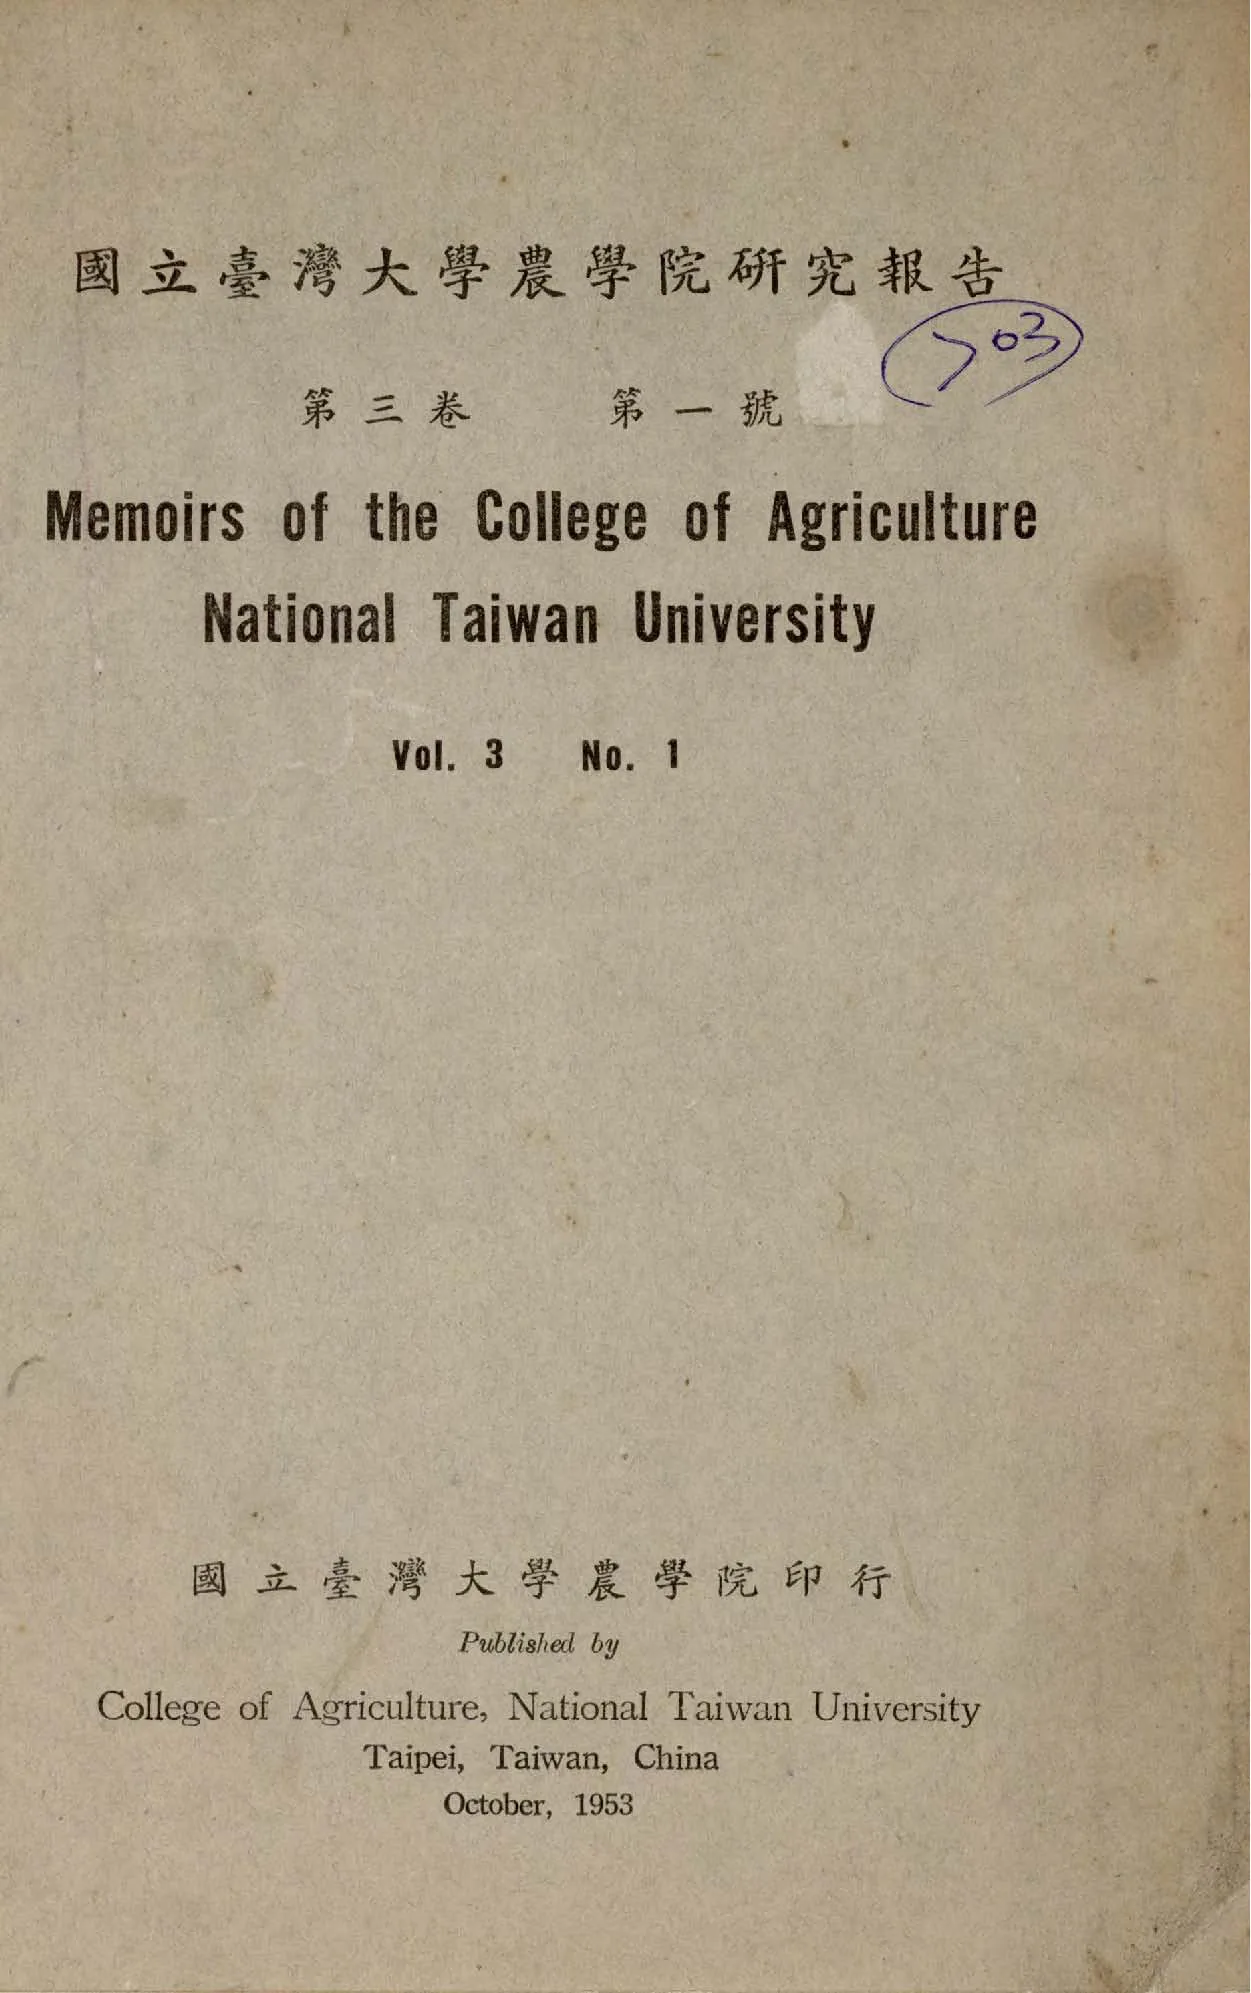 國立臺灣大學農學院研究報告
703
第三卷 第一號
Memoirs of the College of Agriculture
National Taiwan University
Vol. 3 No. 1
國立臺灣大學農學院印行
Published by
College of Agriculture, National Taiwan University
Taipei, Taiwan, China
October, 1953